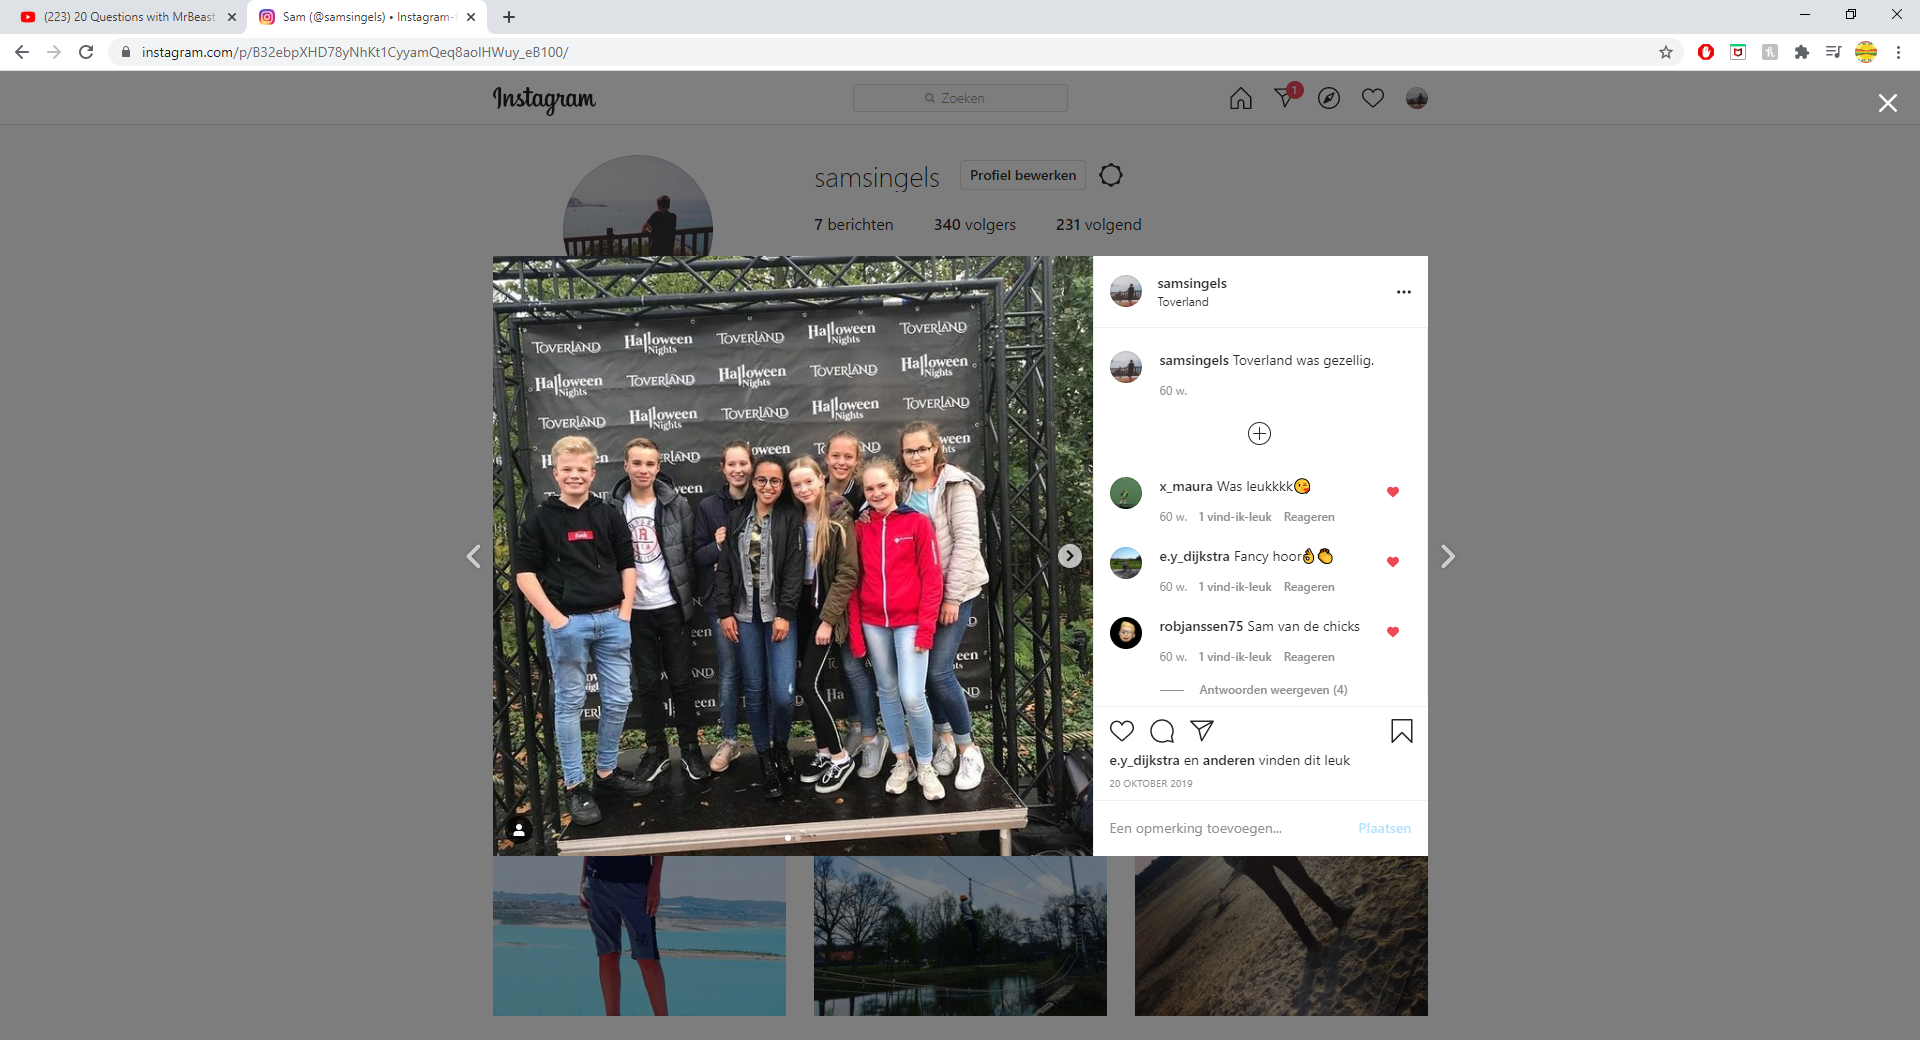 (223) 20 Questions with MrBeast
Sam (@samsingels) • Instagram-f
instagram.com/p/B32ebpXHD78yNhKt1CyyamQeq8aoIHWuy_eB100/
Instagram
Zoeken
1
samsingels
Profiel bewerken
7 berichten
340 volgers
231 volgend
TOVERLAND Halloween Nights TOVERLAND Halloween Nights TOVERLAND
Halloween Nights TOVERLAND Halloween Nights TOVERLAND Halloween Nights
TOVERLAND Halloween Nights TOVERLAND Halloween Nights TOVERLAND
samsingels
Toverland
samsingels Toverland was gezellig.
60 w.
x_maura Was leukkkk😘
60 w. 1 vind-ik-leuk Reageren
e.y_dijkstra Fancy hoor👌👏
60 w. 1 vind-ik-leuk Reageren
robjanssen75 Sam van de chicks
60 w. 1 vind-ik-leuk Reageren
Antwoorden weergeven (4)
e.y_dijkstra en anderen vinden dit leuk
20 OKTOBER 2019
Een opmerking toevoegen...
Plaatsen